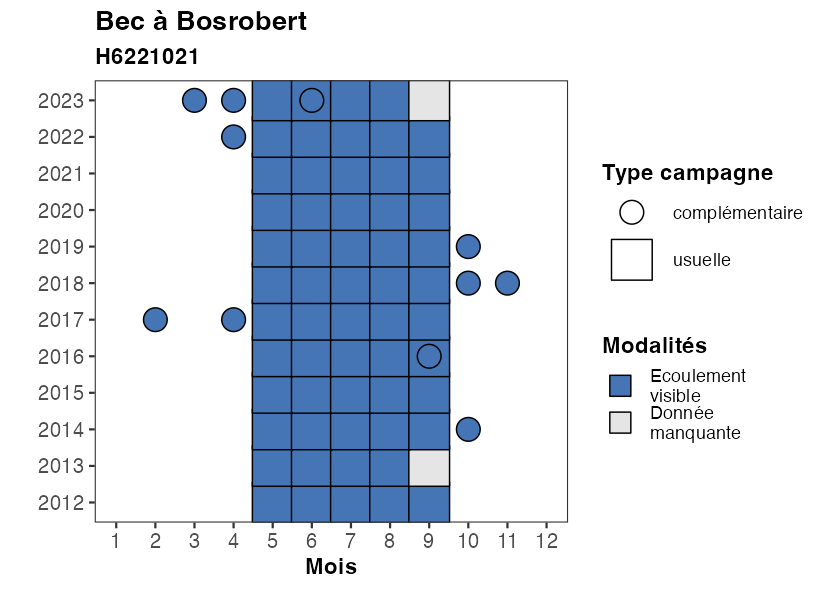 Bec à Bosrobert
H6221021
2023
2022
2021
2020
2019
2018
2017
2016
2015
2014
2013
2012
1 2 3 4 5 6 7 8 9 10 11 12
Mois
Type campagne
complémentaire
usuelle
Modalités
Ecoulement
visible
Donnée
manquante